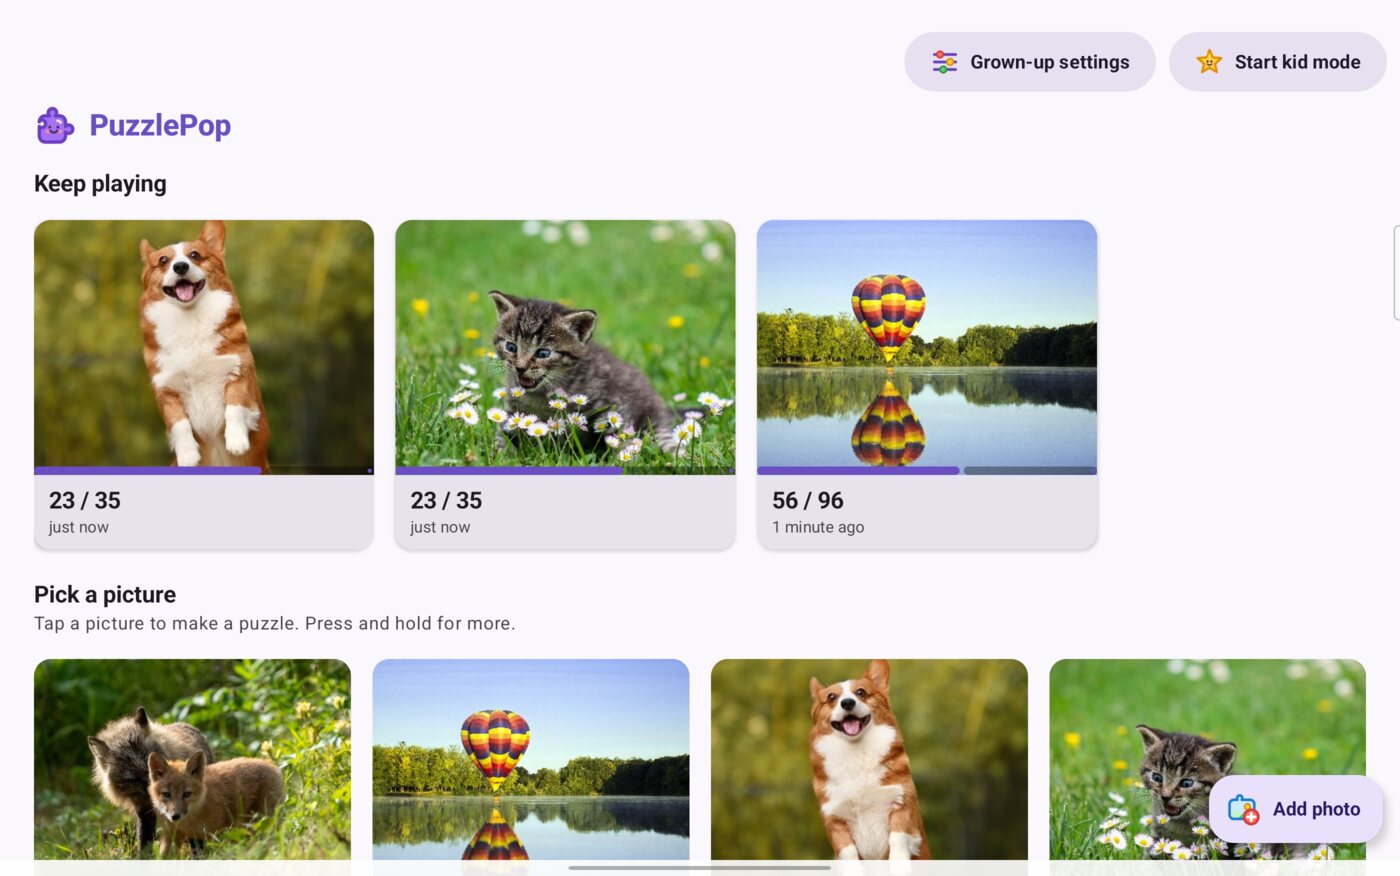 Grown-up settings
Start kid mode
PuzzlePop
Keep playing
23 / 35
just now
23 / 35
just now
56 / 96
1 minute ago
Pick a picture
Tap a picture to make a puzzle. Press and hold for more.
Add photo